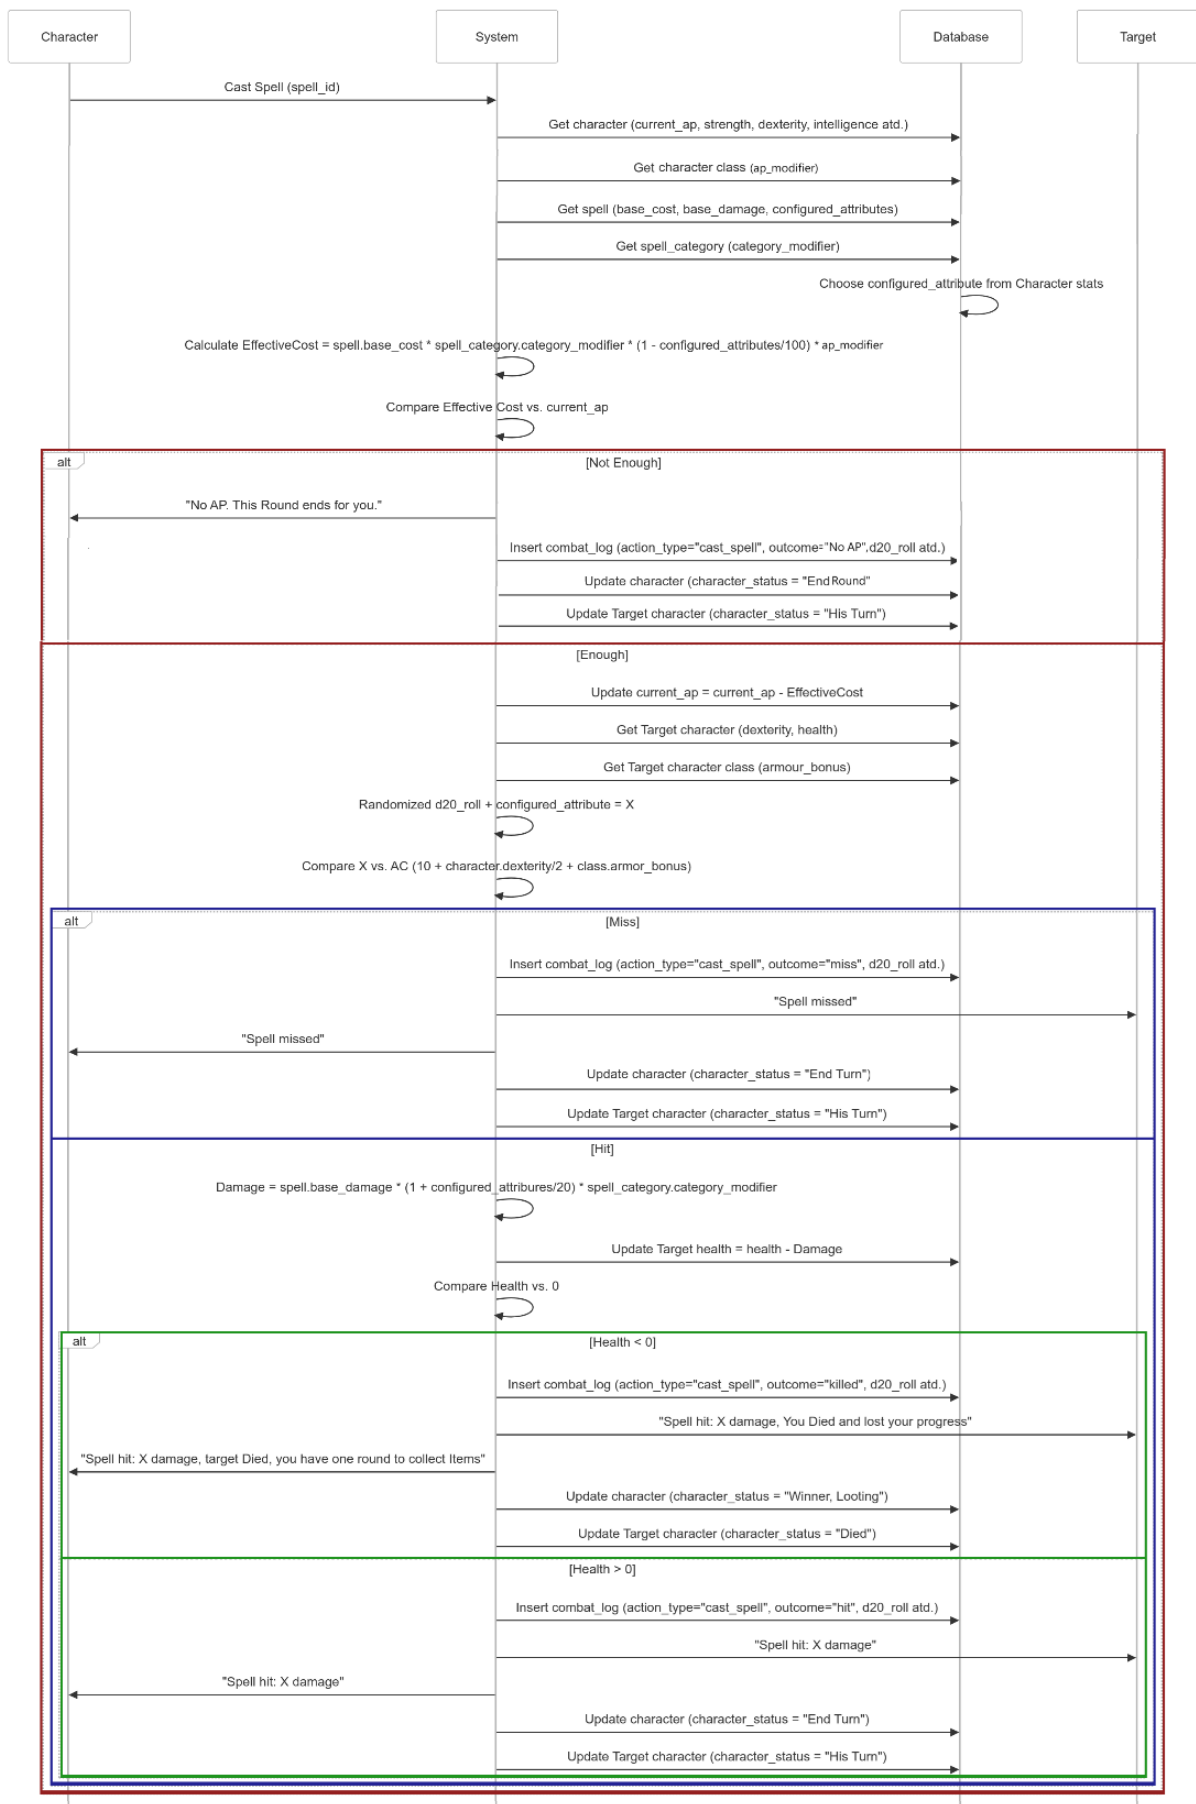 Character
System
Database
Target
Cast Spell (spell_id)
Get character (current_ap, strength, dexterity, intelligence atd.)
Get character class (ap_modifier)
Get spell (base_cost, base_damage, configured_attributes)
Get spell_category (category_modifier)
Choose configured_attribute from Character stats
Calculate EffectiveCost = spell.base_cost * spell_category.category_modifier * (1 - configured_attributes/100) * ap_modifier
Compare Effective Cost vs. current_ap
alt
[Not Enough]
"No AP. This Round ends for you."
Insert combat_log (action_type="cast_spell", outcome="No AP",d20_roll atd.)
Update character (character_status = "End Round"
Update Target character (character_status = "His Turn")
[Enough]
Update current_ap = current_ap - EffectiveCost
Get Target character (dexterity, health)
Get Target character class (armour_bonus)
Randomized d20_roll + configured_attribute = X
Compare X vs. AC (10 + character.dexterity/2 + class.armor_bonus)
alt
[Miss]
Insert combat_log (action_type="cast_spell", outcome="miss", d20_roll atd.)
"Spell missed"
"Spell missed"
Update character (character_status = "End Turn")
Update Target character (character_status = "His Turn")
[Hit]
Damage = spell.base_damage * (1 + configured_attribures/20) * spell_category.category_modifier
Update Target health = health - Damage
Compare Health vs. 0
alt
[Health < 0]
Insert combat_log (action_type="cast_spell", outcome="killed", d20_roll atd.)
"Spell hit: X damage, You Died and lost your progress"
"Spell hit: X damage, target Died, you have one round to collect Items"
Update character (character_status = "Winner, Looting")
Update Target character (character_status = "Died")
[Health > 0]
Insert combat_log (action_type="cast_spell", outcome="hit", d20_roll atd.)
"Spell hit: X damage"
"Spell hit: X damage"
Update character (character_status = "End Turn")
Update Target character (character_status = "His Turn")